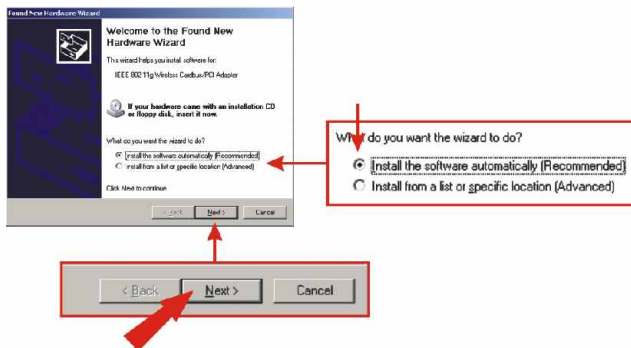 Found New Hardware Wizard
Welcome to the Found New
Hardware Wizard
This wizard helps you install software for:
IEEE 802.11g Wireless Cardbus/PCI Adapter
If your hardware came with an installation CD
or floppy disk, insert it now.
What do you want the wizard to do?
Install the software automatically (Recommended)
Install from a list or specific location (Advanced)
Click Next to continue.
< Back Next > Cancel
What do you want the wizard to do?
Install the software automatically (Recommended)
Install from a list or specific location (Advanced)
< Back Next > Cancel